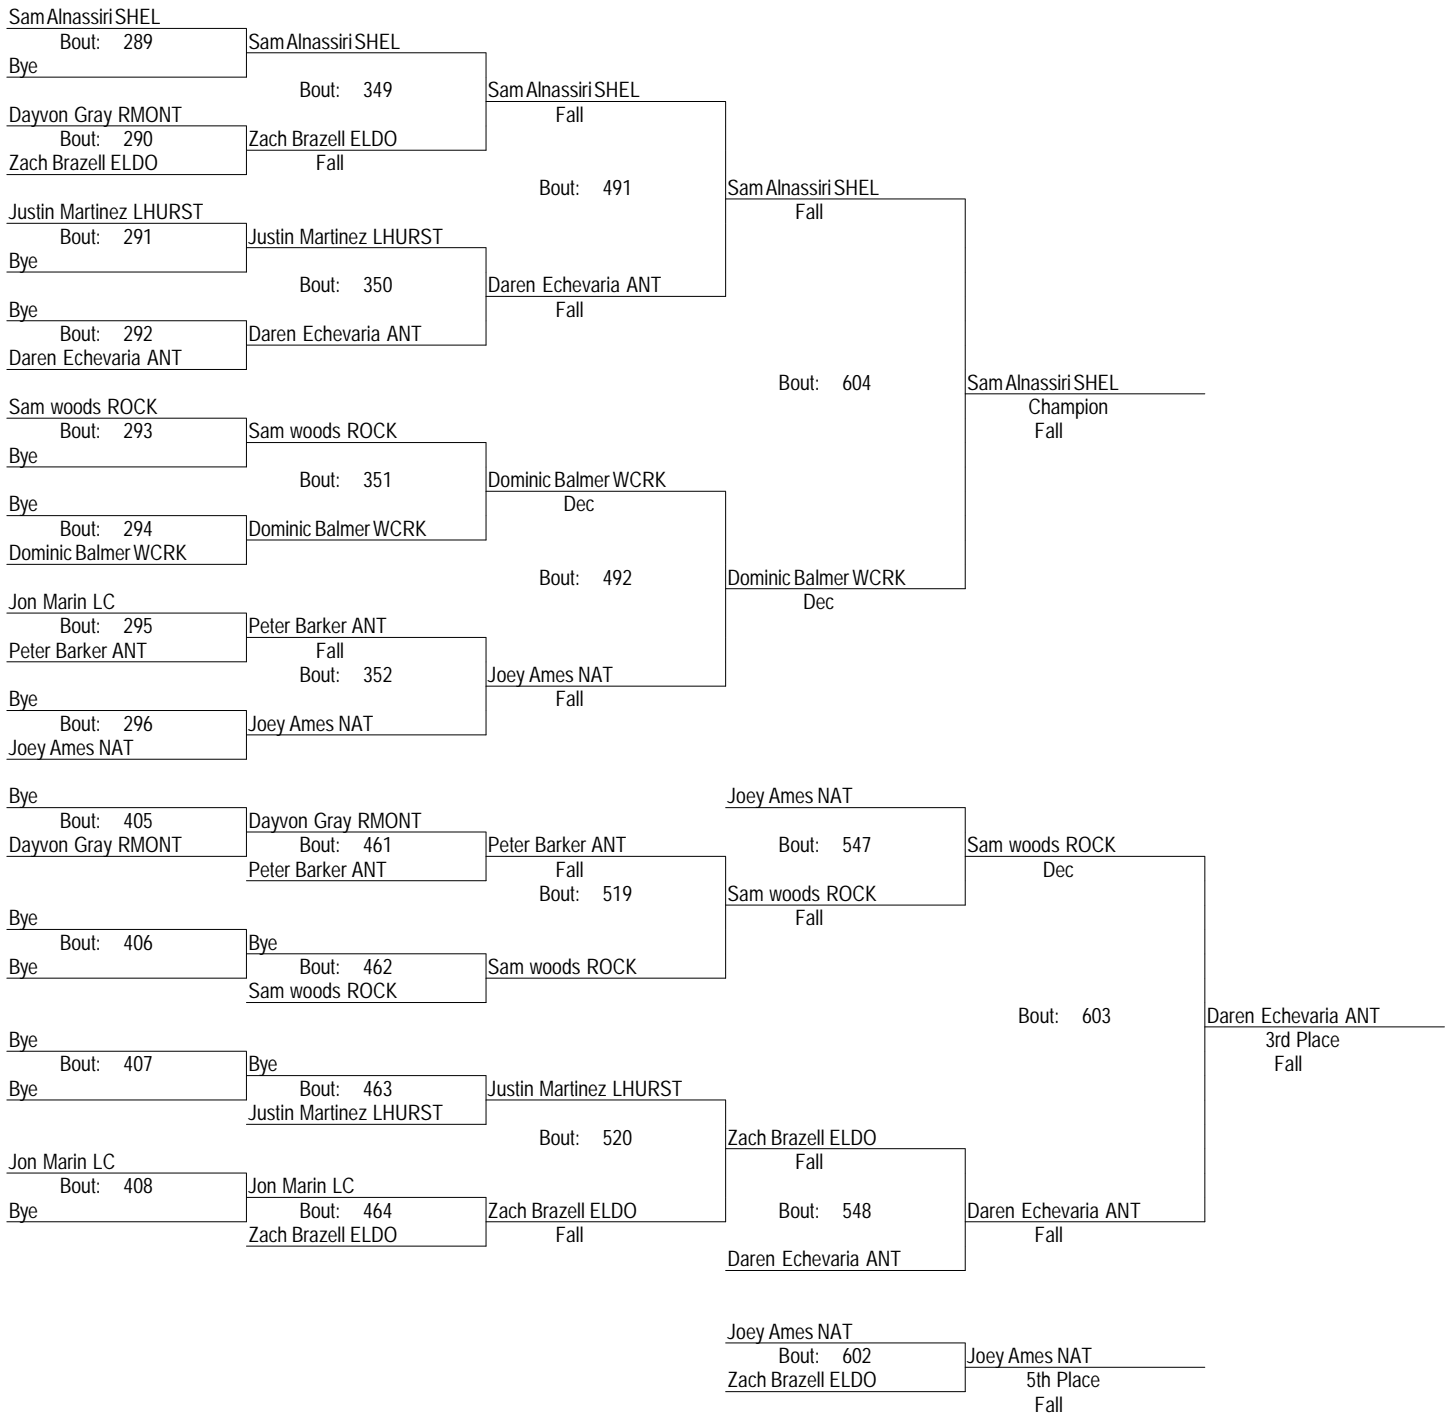 Sam Alnassiri SHEL
Bout: 289 Sam Alnassiri SHEL
Bye
Bout: 349 Sam Alnassiri SHEL
Dayvon Gray RMONT Fall
Bout: 290 Zach Brazell ELDO
Zach Brazell ELDO Fall
Bout: 491 Sam Alnassiri SHEL
Justin Martinez LHURST Fall
Bout: 291 Justin Martinez LHURST
Bye
Bout: 350 Daren Echevaria ANT
Bye Fall
Bout: 292 Daren Echevaria ANT
Daren Echevaria ANT
Bout: 604 Sam Alnassiri SHEL
Sam woods ROCK Champion
Bout: 293 Sam woods ROCK Fall
Bye
Bout: 351 Dominic Balmer WCRK
Bye Dec
Bout: 294 Dominic Balmer WCRK
Dominic Balmer WCRK
Bout: 492 Dominic Balmer WCRK
Jon Marin LC Dec
Bout: 295 Peter Barker ANT
Peter Barker ANT Fall
Bout: 352 Joey Ames NAT
Bye Fall
Bout: 296 Joey Ames NAT
Joey Ames NAT
Bye Joey Ames NAT
Bout: 405 Dayvon Gray RMONT
Dayvon Gray RMONT Bout: 461 Peter Barker ANT Bout: 547 Sam woods ROCK
Peter Barker ANT Fall Dec
Bout: 519 Sam woods ROCK
Bye Fall
Bout: 406 Bye
Bye Bout: 462 Sam woods ROCK
Sam woods ROCK
Bout: 603 Daren Echevaria ANT
Bye 3rd Place
Bout: 407 Bye Fall
Bye Bout: 463 Justin Martinez LHURST
Justin Martinez LHURST
Bout: 520 Zach Brazell ELDO
Jon Marin LC Fall
Bout: 408 Jon Marin LC
Bye Bout: 464 Zach Brazell ELDO Bout: 548 Daren Echevaria ANT
Zach Brazell ELDO Fall Fall
Daren Echevaria ANT
Joey Ames NAT
Bout: 602 Joey Ames NAT
Zach Brazell ELDO 5th Place
Fall